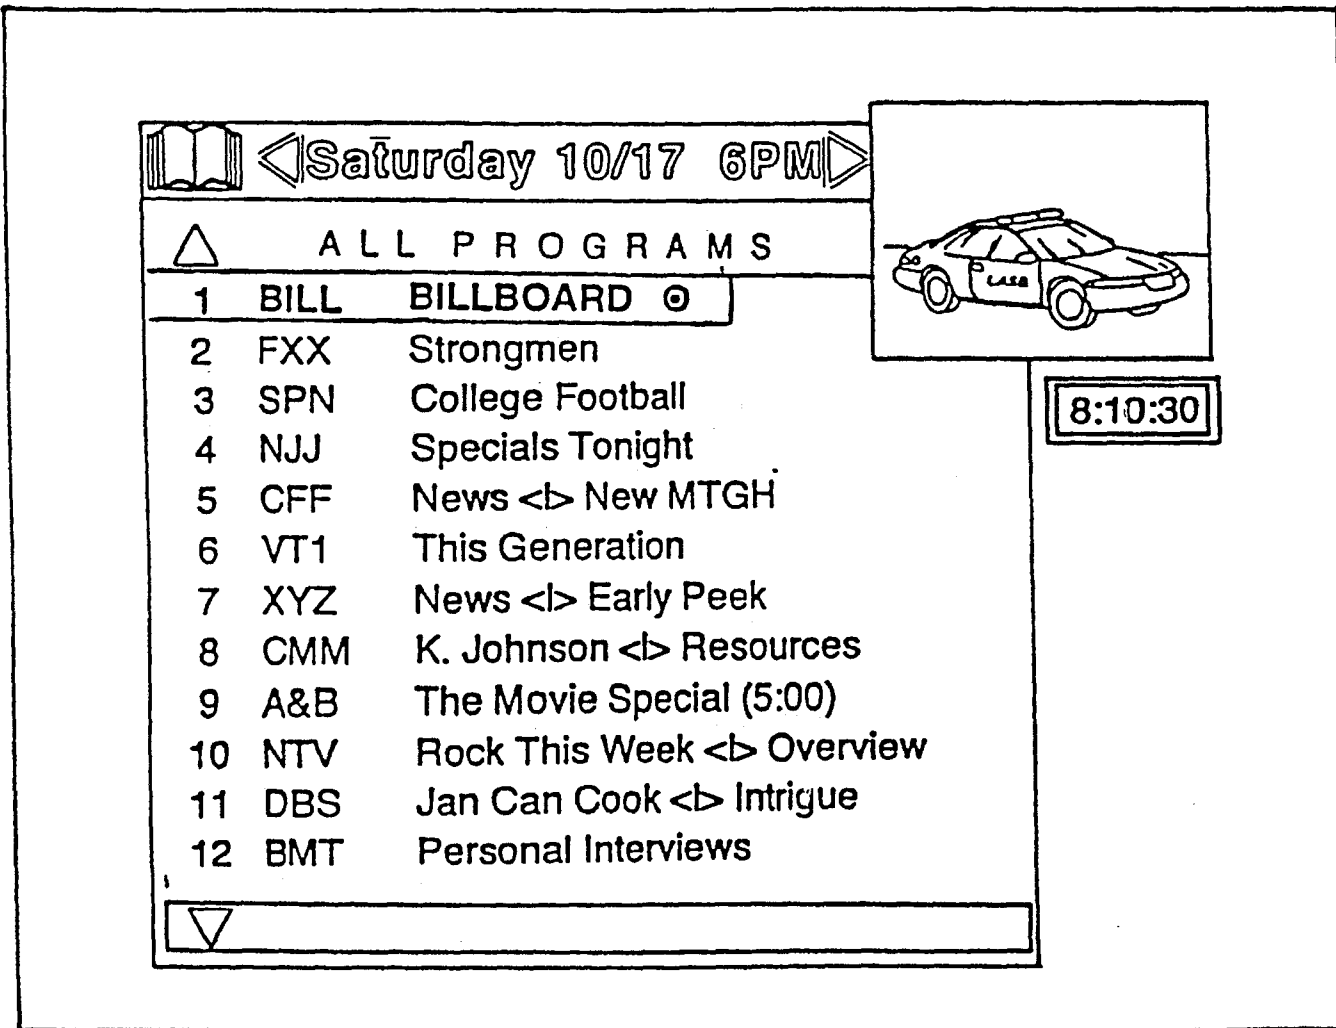 Saturday 10/17 6PM
ALL PROGRAMS
1 BILL BILLBOARD
2 FXX Strongmen
3 SPN College Football
4 NJJ Specials Tonight
5 CFF News <I> New MTGH
6 VT1 This Generation
7 XYZ News <I> Early Peek
8 CMM K. Johnson <I> Resources
9 A&B The Movie Special (5:00)
10 NTV Rock This Week <I> Overview
11 DBS Jan Can Cook <I> Intrigue
12 BMT Personal Interviews
8:10:30